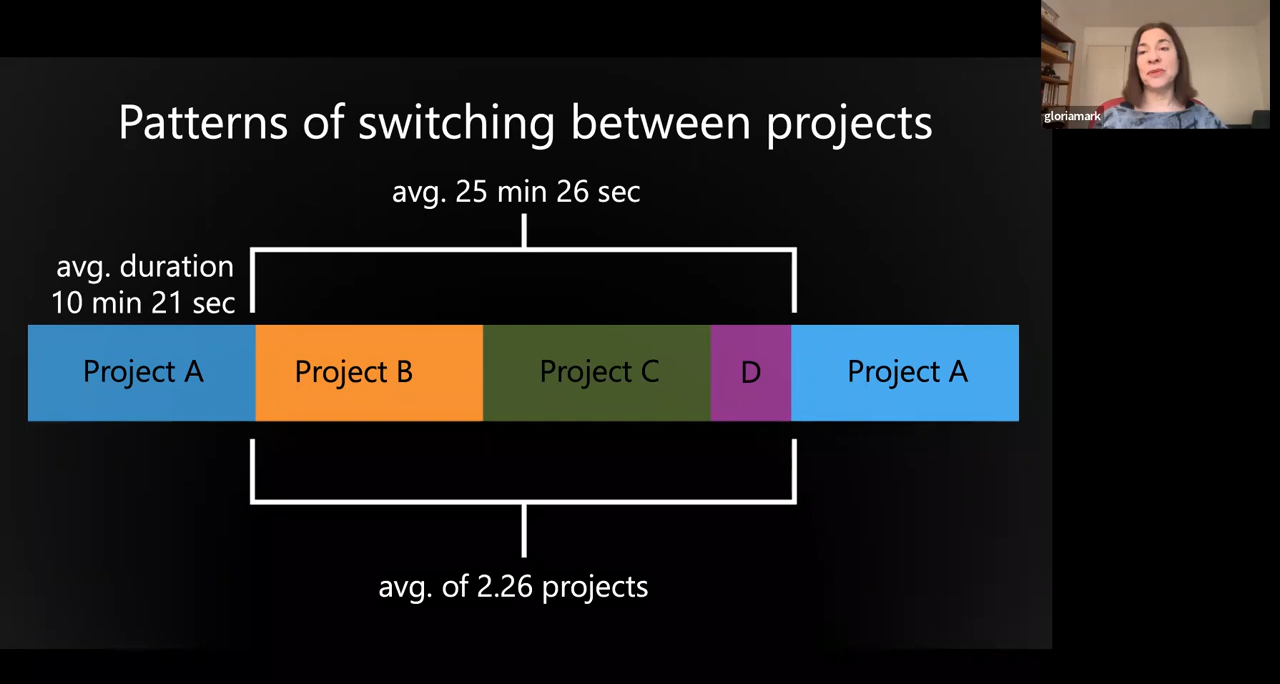 gloriamark
Patterns of switching between projects
avg. 25 min 26 sec
avg. duration
10 min 21 sec
Project A
Project B
Project C
D
Project A
avg. of 2.26 projects